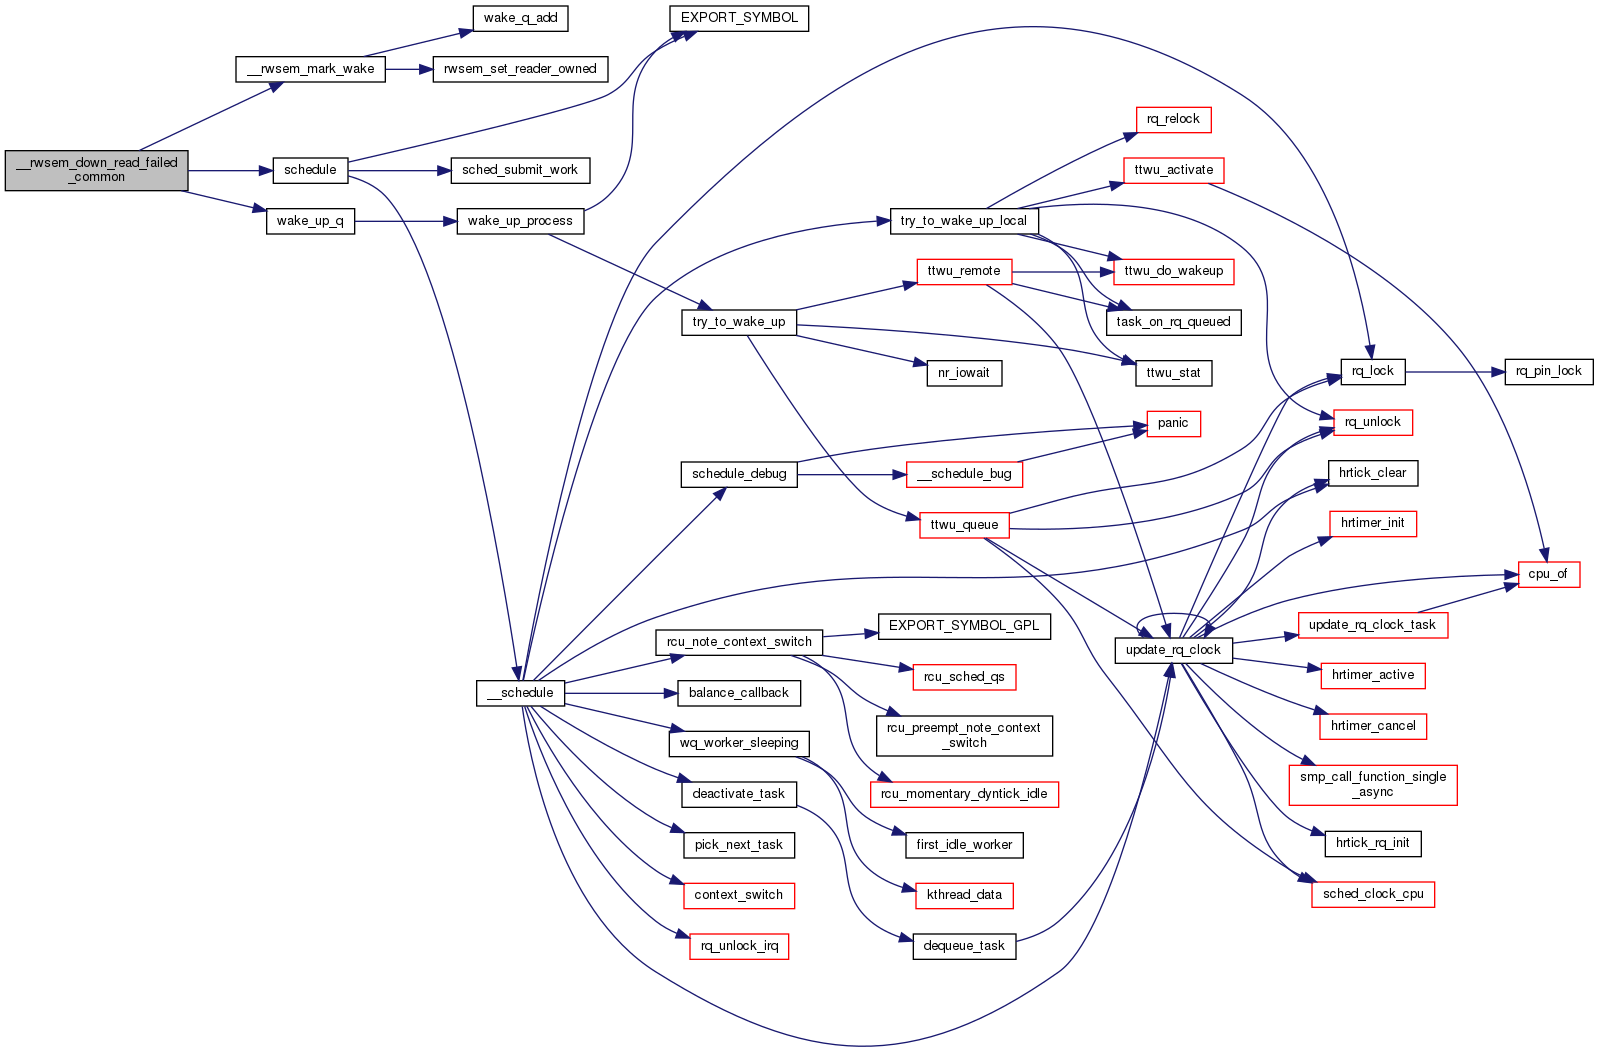 wake_q_add
EXPORT_SYMBOL
__rwsem_mark_wake
rwsem_set_reader_owned
rq_relock
__rwsem_down_read_failed
_common
schedule
sched_submit_work
ttwu_activate
wake_up_q
wake_up_process
try_to_wake_up_local
ttwu_remote
ttwu_do_wakeup
try_to_wake_up
task_on_rq_queued
nr_iowait
ttwu_stat
rq_lock
rq_pin_lock
panic
rq_unlock
schedule_debug
__schedule_bug
hrtick_clear
ttwu_queue
hrtimer_init
cpu_of
rcu_note_context_switch
EXPORT_SYMBOL_GPL
update_rq_clock
update_rq_clock_task
rcu_sched_qs
hrtimer_active
__schedule
balance_callback
rcu_preempt_note_context
_switch
hrtimer_cancel
wq_worker_sleeping
smp_call_function_single
_async
deactivate_task
rcu_momentary_dyntick_idle
pick_next_task
first_idle_worker
hrtick_rq_init
context_switch
kthread_data
sched_clock_cpu
rq_unlock_irq
dequeue_task